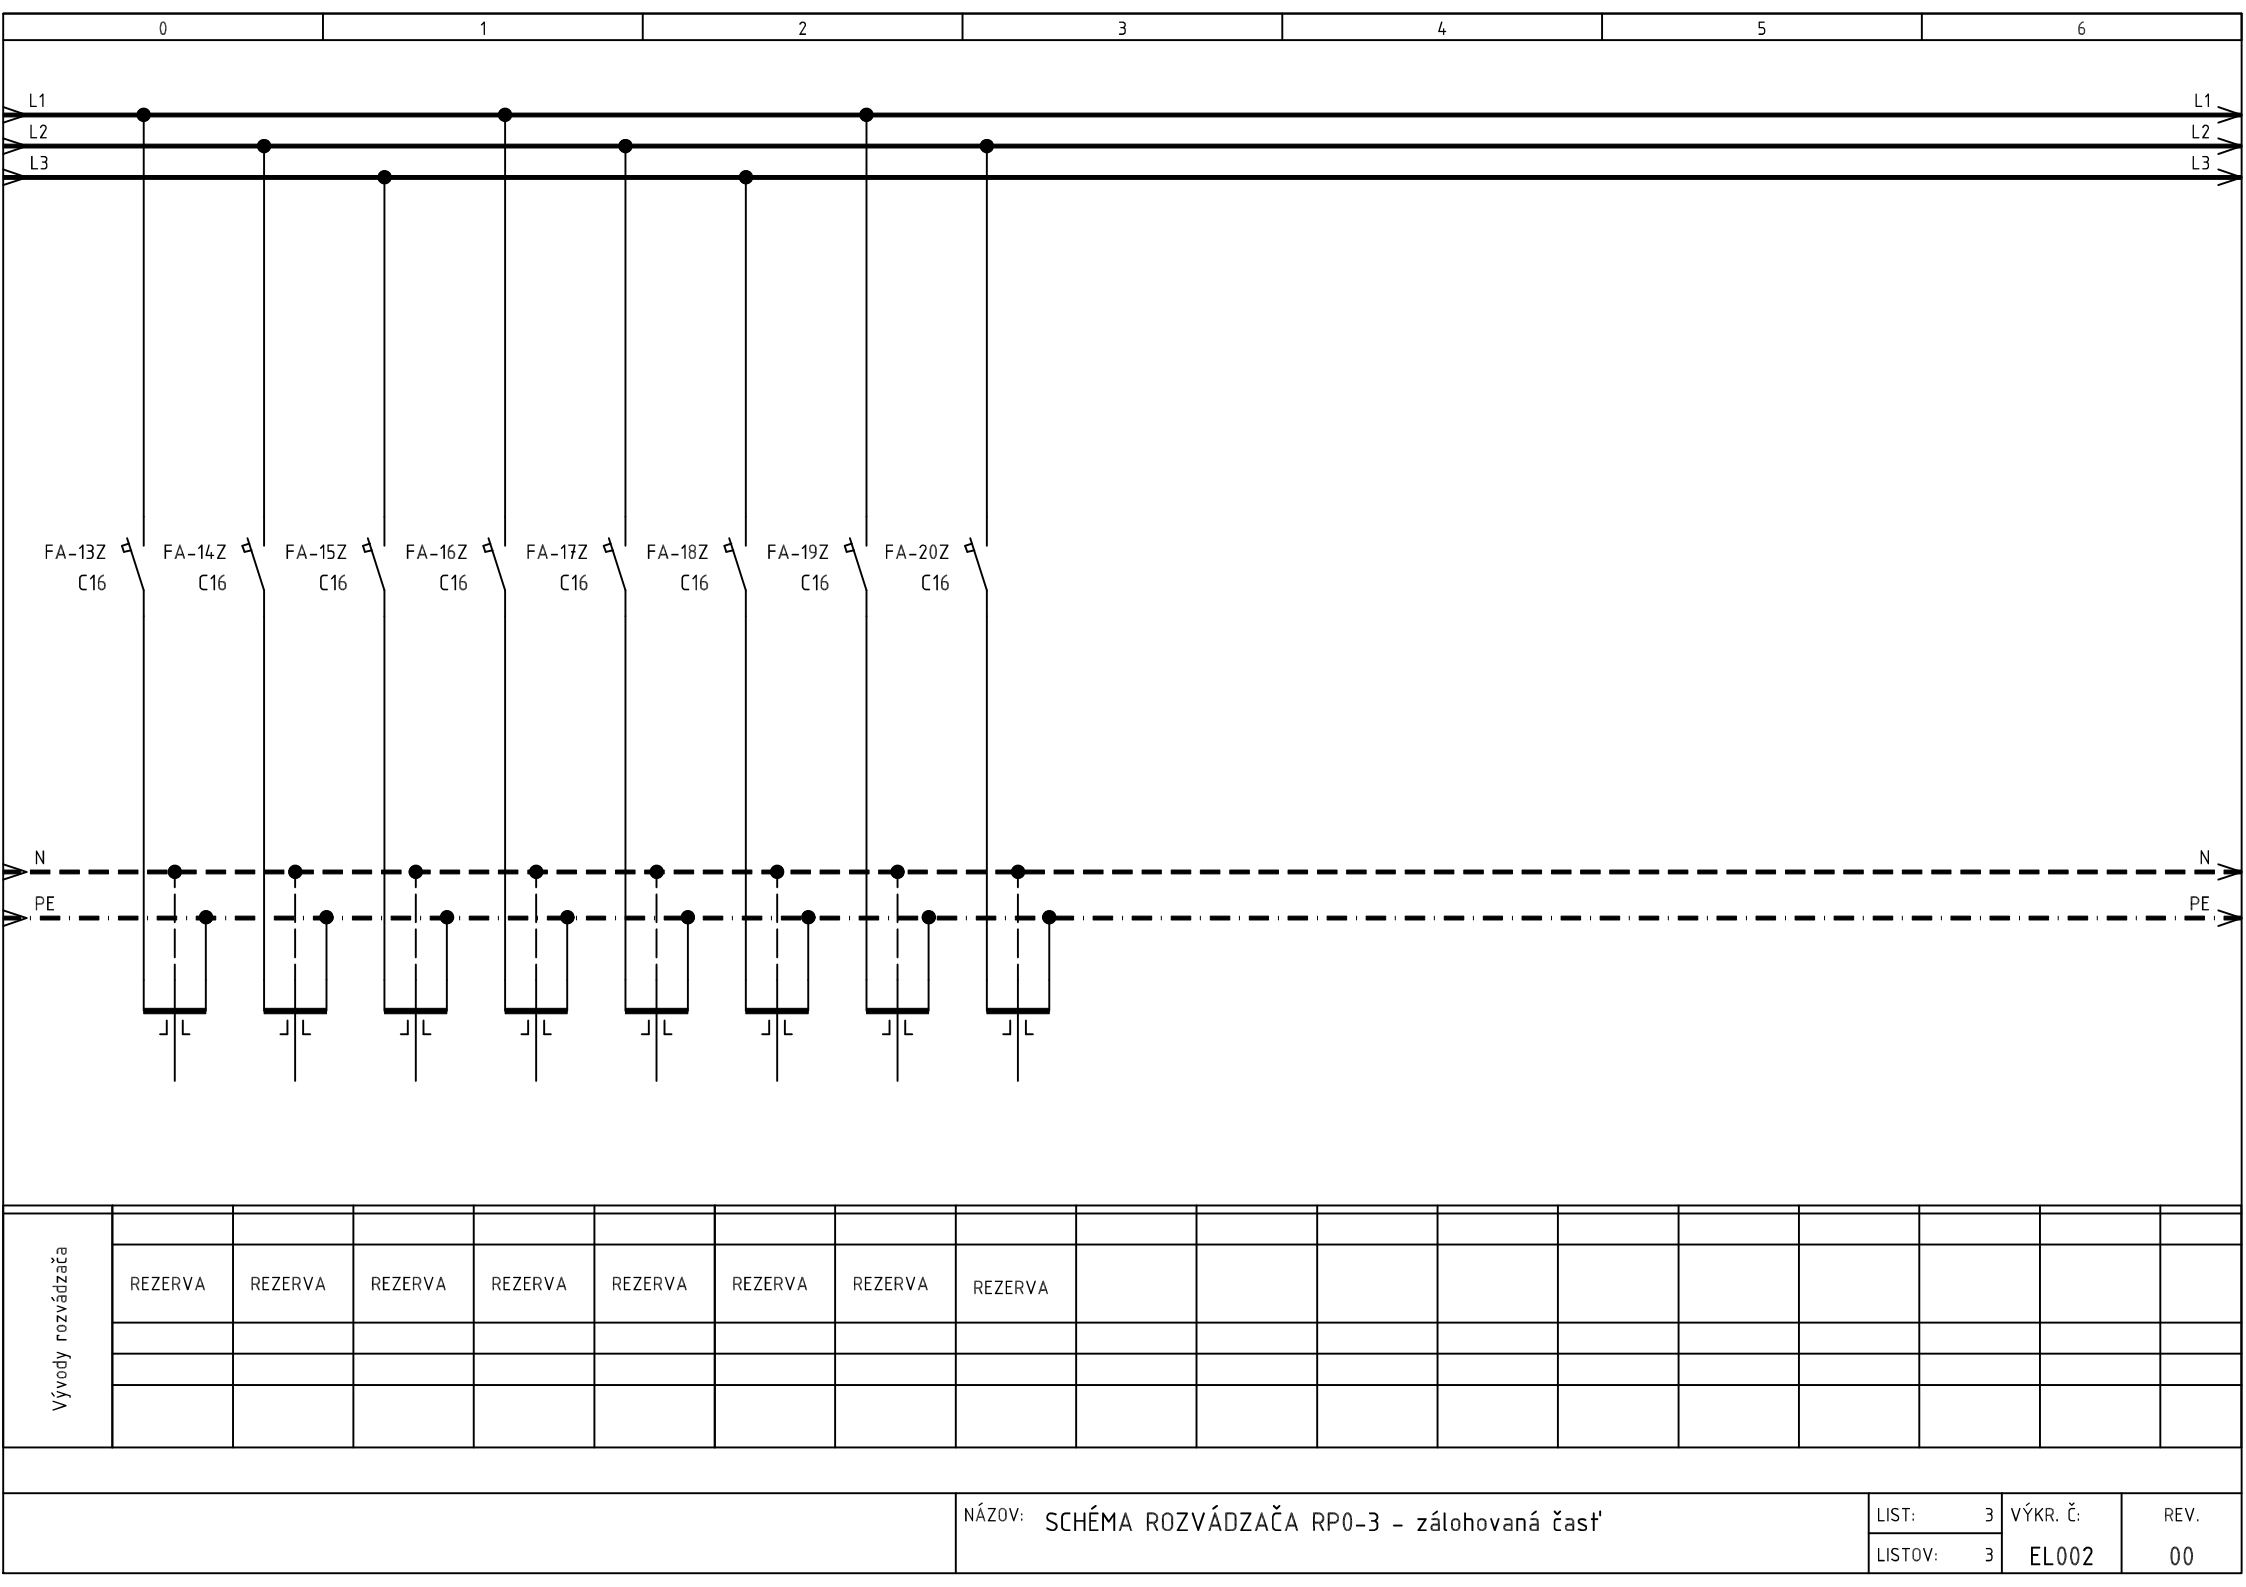 0 1 2 3 4 5 6
L1 L1
L2 L2
L3 L3
FA-13Z FA-14Z FA-15Z FA-16Z FA-17Z FA-18Z FA-19Z FA-20Z
C16 C16 C16 C16 C16 C16 C16 C16
N N
PE PE
Vývody rozvádzača
REZERVA REZERVA REZERVA REZERVA REZERVA REZERVA REZERVA REZERVA
NÁZOV: SCHÉMA ROZVÁDZAČA RP0-3 - zálohovaná časť
LIST: 3
LISTOV: 3
VÝKR. Č:
EL002
REV.
00